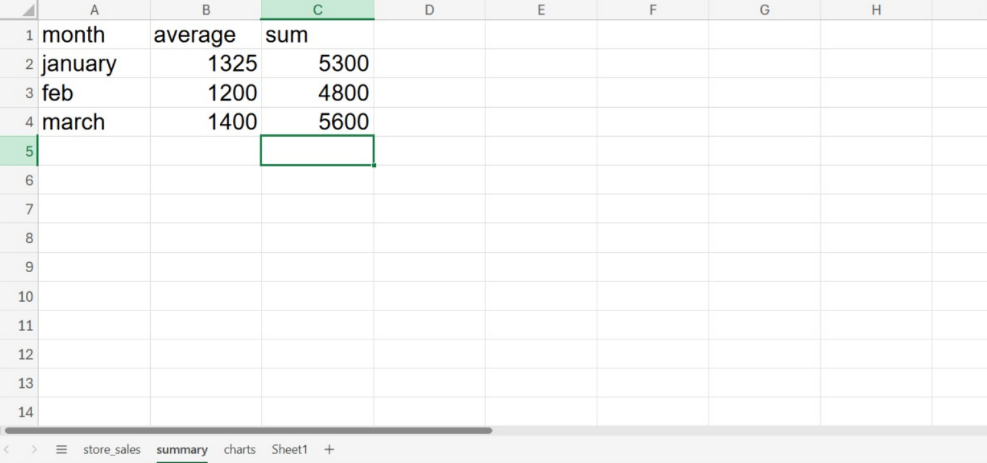 A B C D E F G H
1 month average sum
2 january 1325 5300
3 feb 1200 4800
4 march 1400 5600
5
6
7
8
9
10
11
12
13
14
store_sales summary charts Sheet1 +